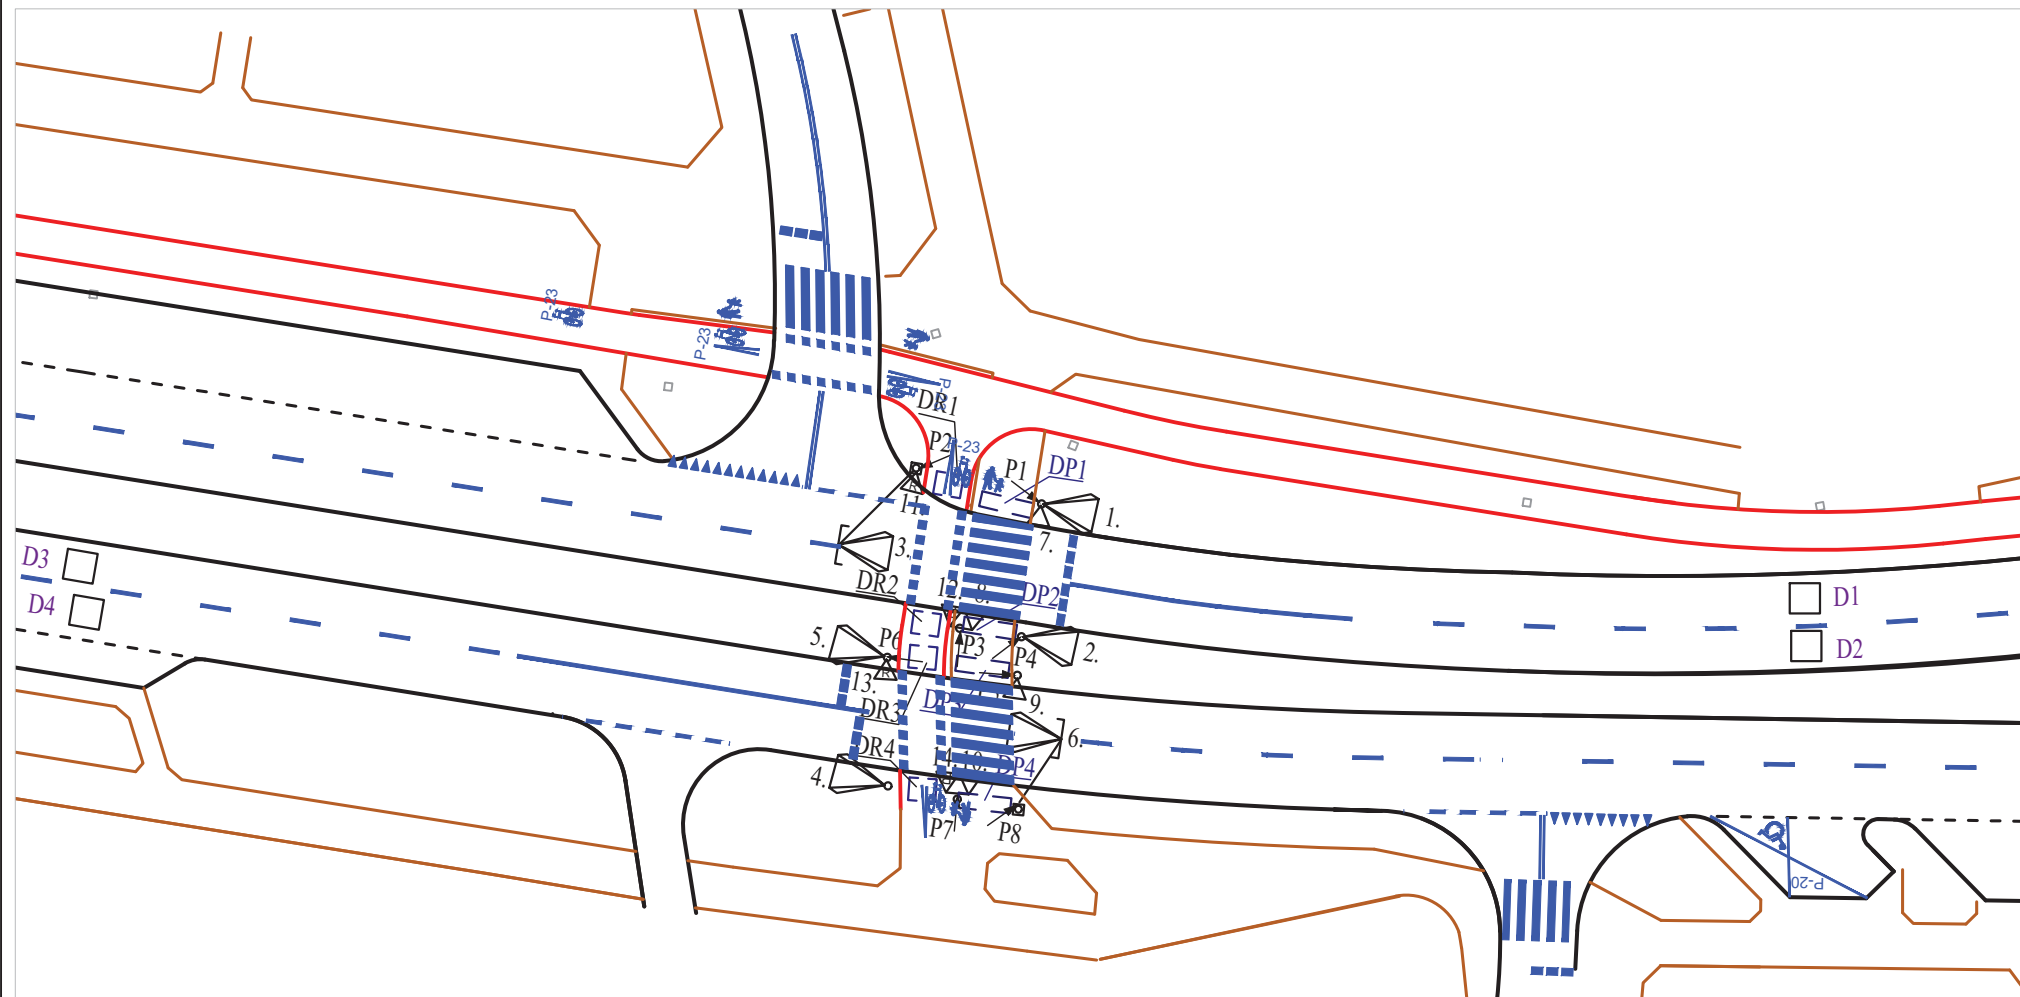 P-23
P-23
DR1
P2
P-23
P1
DP1
11.
1.
3.
7.
D3
D4
DR2
12.
8.
DP2
D1
D2
5.
P6
P3
P4
2.
R
13.
DR3
9.
6.
DR4
14.
10.
DP4
4.
P7
P8
P-20